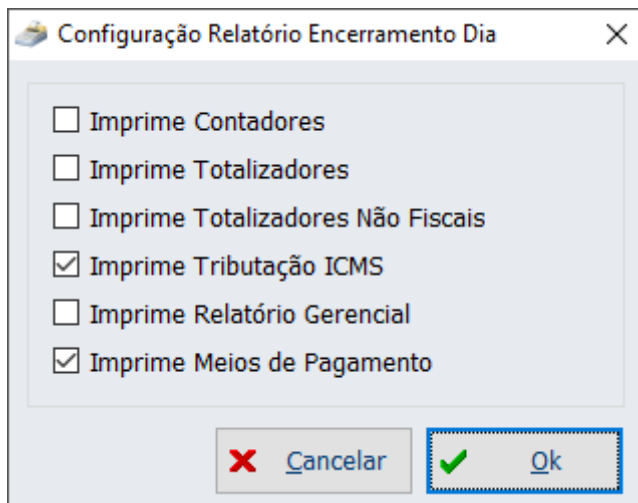 Configuração Relatório Encerramento Dia
Imprime Contadores
Imprime Totalizadores
Imprime Totalizadores Não Fiscais
Imprime Tributação ICMS
Imprime Relatório Gerencial
Imprime Meios de Pagamento
Cancelar
Ok